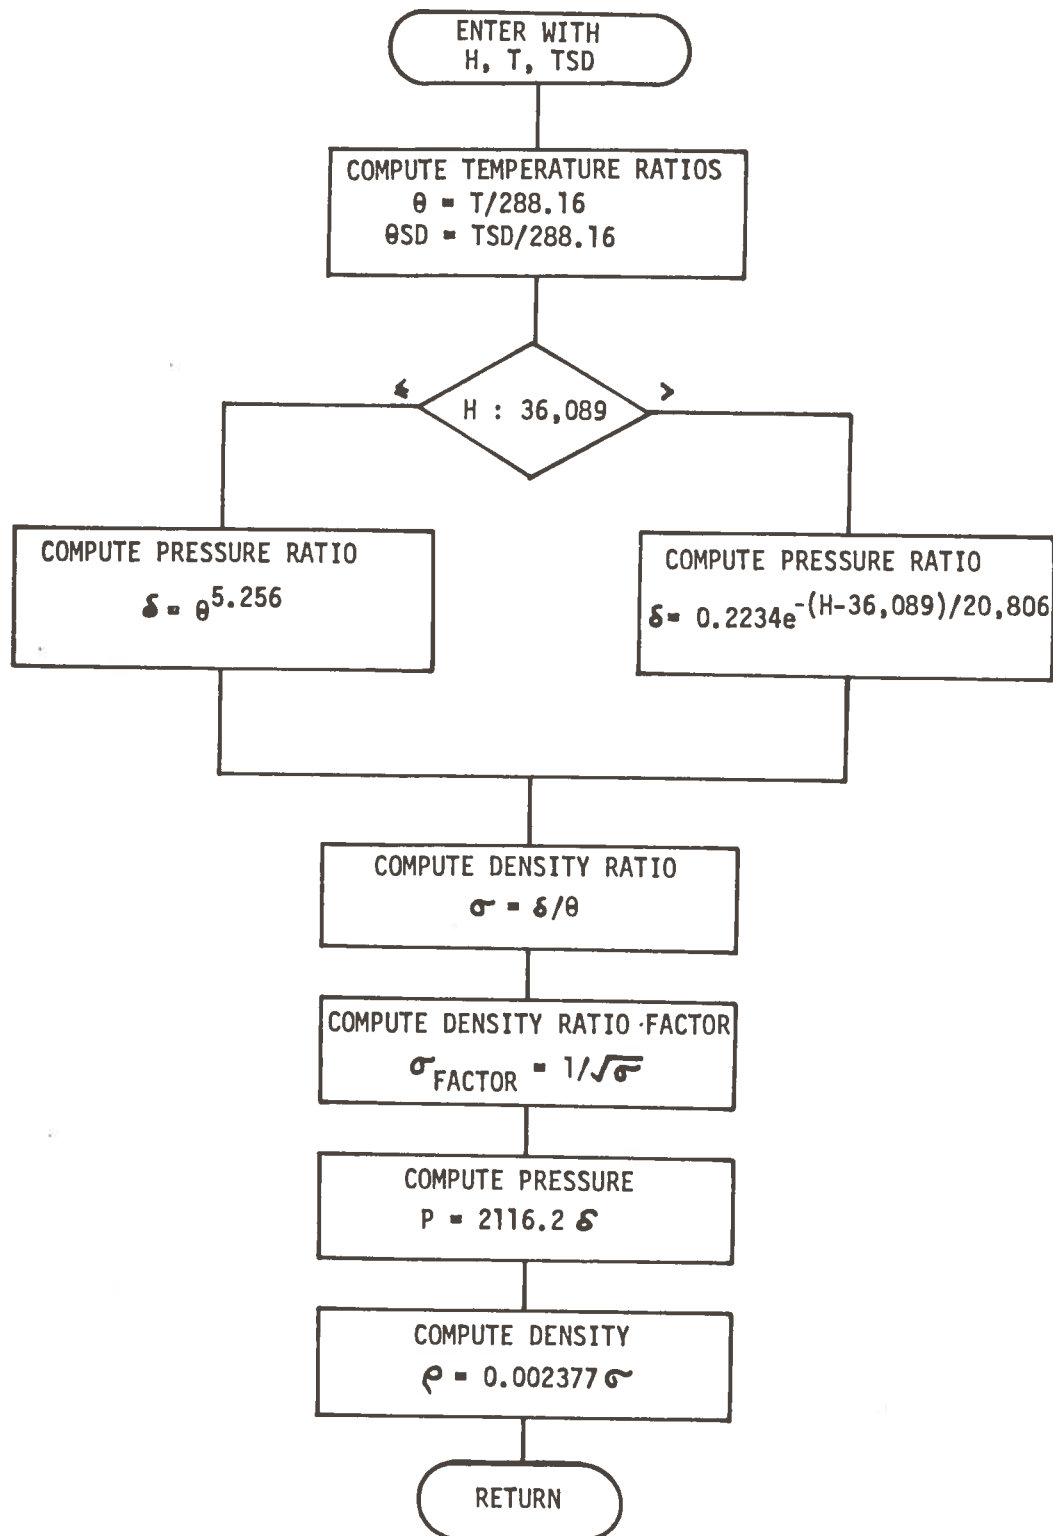 ENTER WITH
H, T, TSD
COMPUTE TEMPERATURE RATIOS
θ = T/288.16
θSD = TSD/288.16
≤
H : 36,089
>
COMPUTE PRESSURE RATIO
δ = θ^5.256
COMPUTE PRESSURE RATIO
δ = 0.2234e^-(H-36,089)/20,806
COMPUTE DENSITY RATIO
σ = δ/θ
COMPUTE DENSITY RATIO FACTOR
σ_FACTOR = 1/√σ
COMPUTE PRESSURE
P = 2116.2 δ
COMPUTE DENSITY
ρ = 0.002377 σ
RETURN